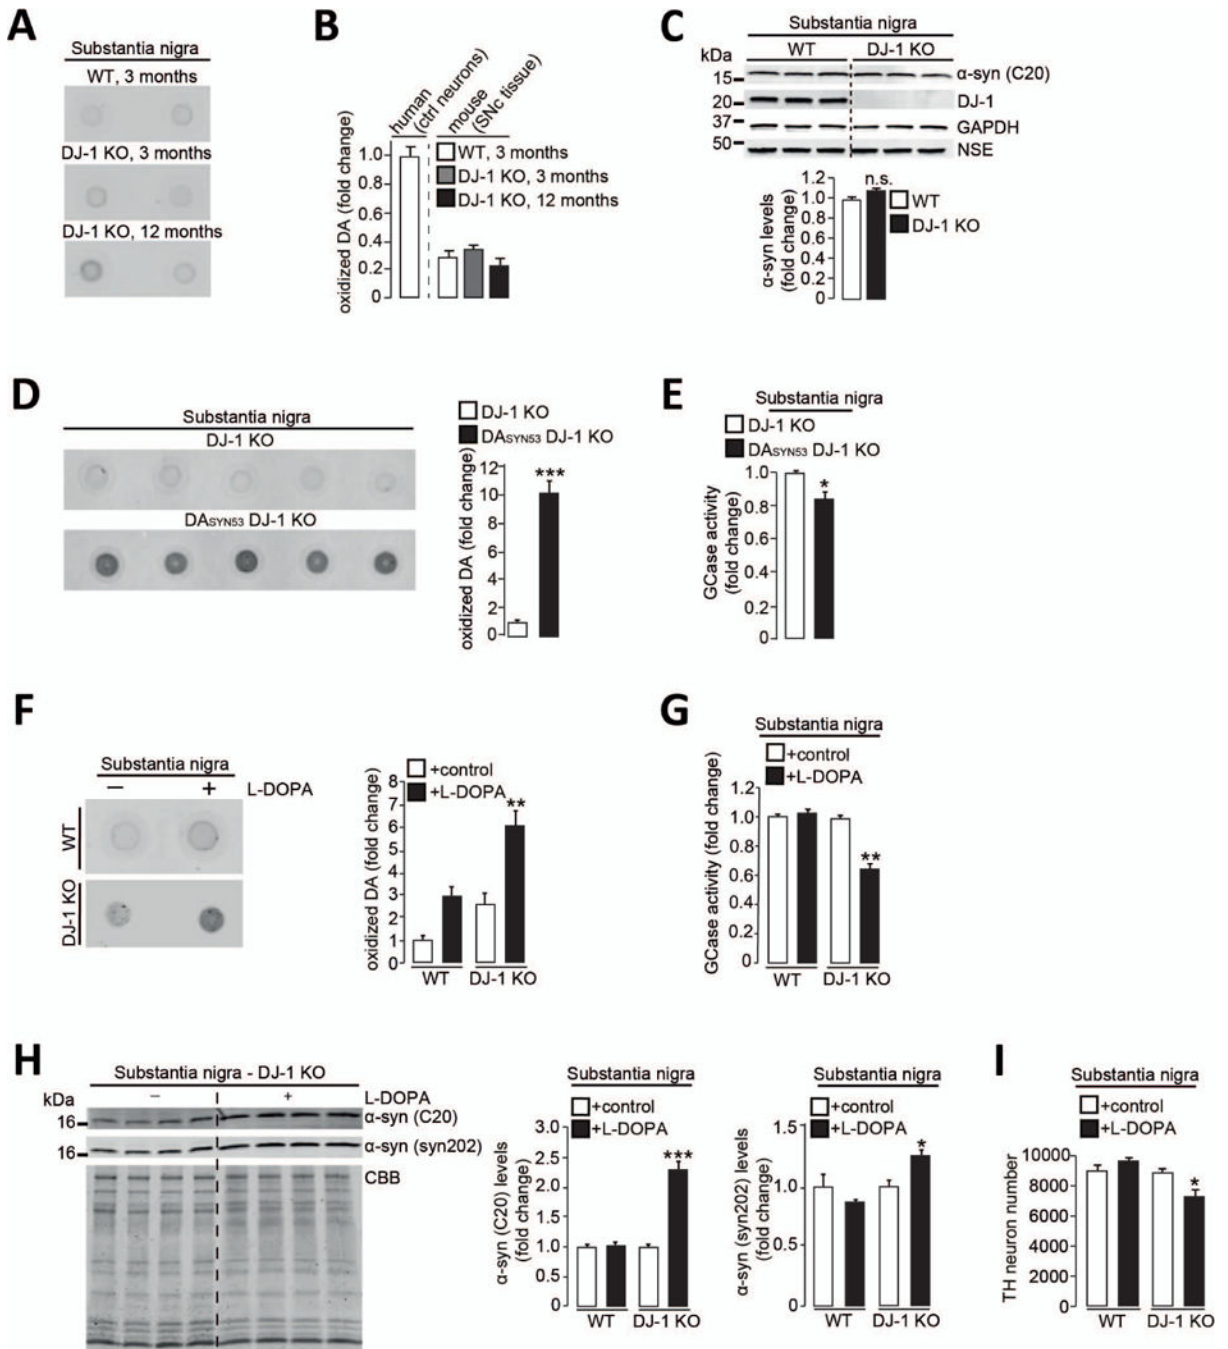 A
Substantia nigra
WT, 3 months
DJ-1 KO, 3 months
DJ-1 KO, 12 months
B
human
(ctrl neurons)
mouse
(SNc tissue)
oxidized DA (fold change)
1.0
0.8
0.6
0.4
0.2
0
WT, 3 months
DJ-1 KO, 3 months
DJ-1 KO, 12 months
C
Substantia nigra
WT DJ-1 KO
kDa
15 α-syn (C20)
20 DJ-1
37 GAPDH
50 NSE
α-syn levels
(fold change)
1.2
1.0
0.8
0.6
0.4
0.2
0
n.s.
WT
DJ-1 KO
D
Substantia nigra
DJ-1 KO
DASYN53 DJ-1 KO
DJ-1 KO
DASYN53 DJ-1 KO
oxidized DA (fold change)
12
10
8
6
4
2
0
***
E
Substantia nigra
DJ-1 KO
DASYN53 DJ-1 KO
GCase activity
(fold change)
1.0
0.8
0.6
0.4
0.2
0
*
F
Substantia nigra
− + L-DOPA
WT
DJ-1 KO
+control
+L-DOPA
oxidized DA (fold change)
8
7
6
5
4
3
2
1
0
**
WT DJ-1 KO
G
Substantia nigra
+control
+L-DOPA
GCase activity (fold change)
1.2
1.0
0.8
0.6
0.4
0.2
0
**
WT DJ-1 KO
H
Substantia nigra - DJ-1 KO
kDa − + L-DOPA
16 α-syn (C20)
16 α-syn (syn202)
CBB
Substantia nigra
+control
+L-DOPA
α-syn (C20) levels
(fold change)
3.0
2.5
2.0
1.5
1.0
0.5
0
***
WT DJ-1 KO
Substantia nigra
+control
+L-DOPA
α-syn (syn202) levels
(fold change)
1.5
1.0
0.5
0
*
WT DJ-1 KO
I
Substantia nigra
+control
+L-DOPA
TH neuron number
10000
8000
6000
4000
2000
0
*
WT DJ-1 KO